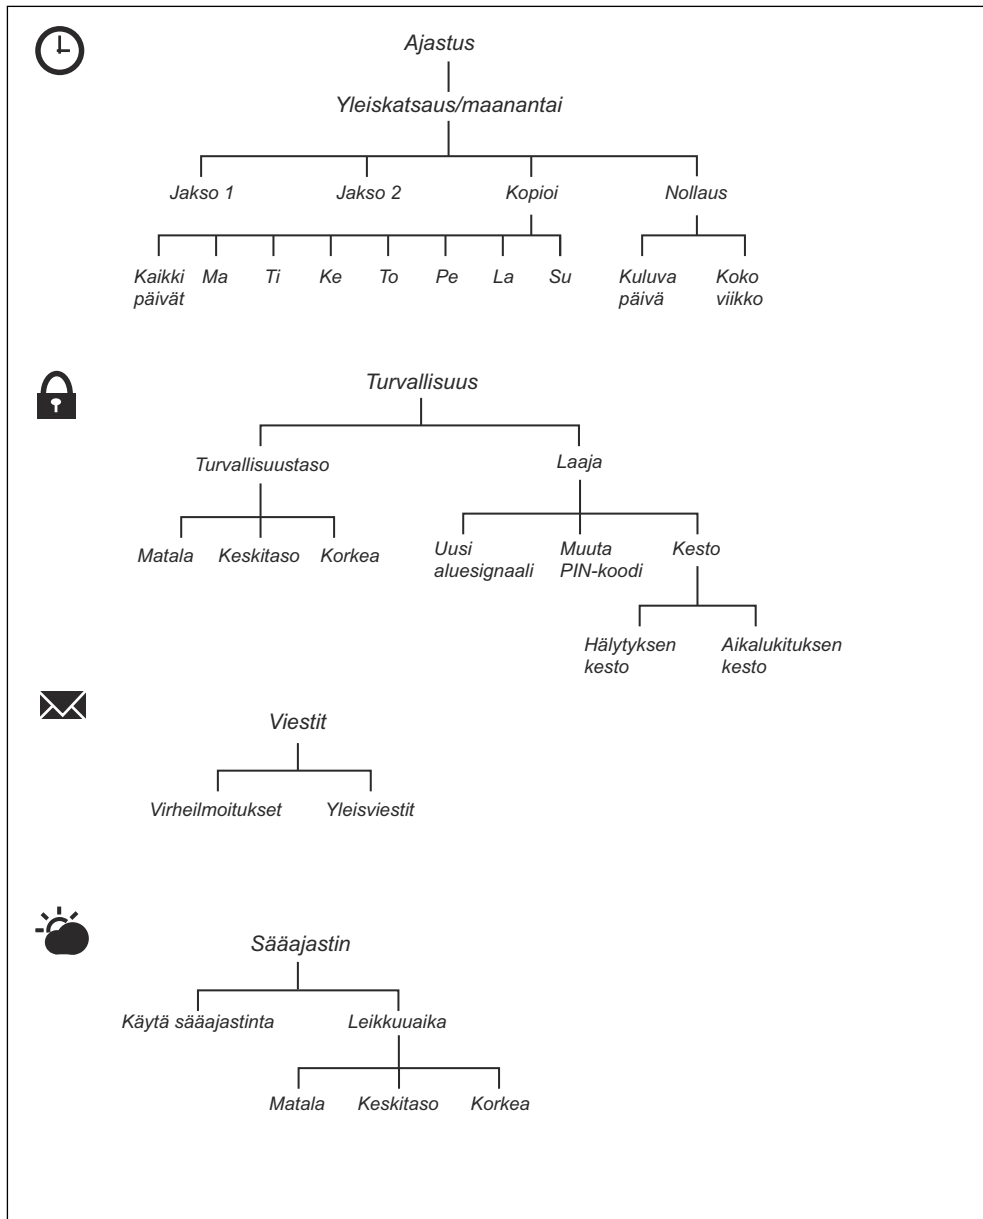 Ajastus
Yleiskatsaus/maanantai
Jakso 1 Jakso 2 Kopioi Nollaus
Kaikki Ma Ti Ke To Pe La Su Kuluva Koko
päivät päivä viikko
Turvallisuus
Turvallisuustaso Laaja
Matala Keskitaso Korkea Uusi Muuta Kesto
aluesignaali PIN-koodi
Hälytyksen Aikalukituksen
kesto kesto
Viestit
Virheilmoitukset Yleisviestit
Sääajastin
Käytä sääajastinta Leikkuuaika
Matala Keskitaso Korkea